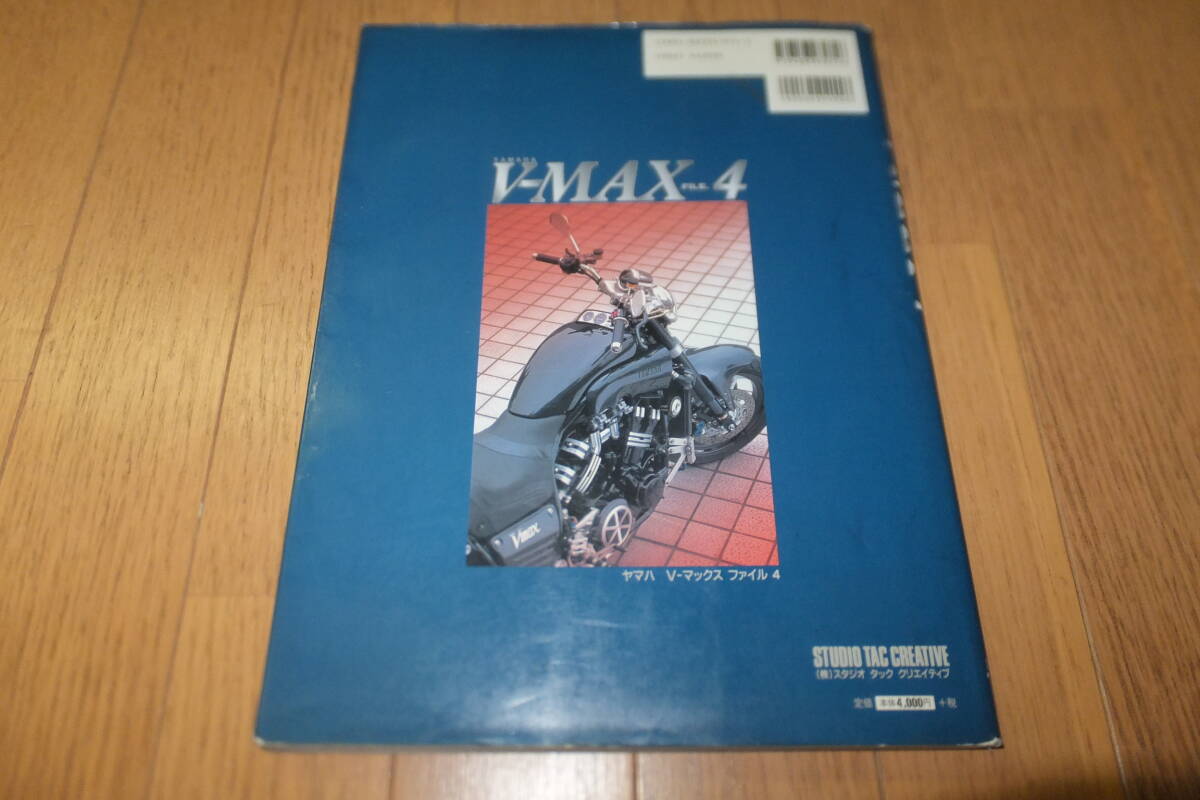 YAMAHA
V-MAX FILE. 4
Vmax
ヤマハ V-マックス ファイル 4
STUDIO TAC CREATIVE
(株)スタジオ タック クリエイティブ
定価 本体4,000円 +税